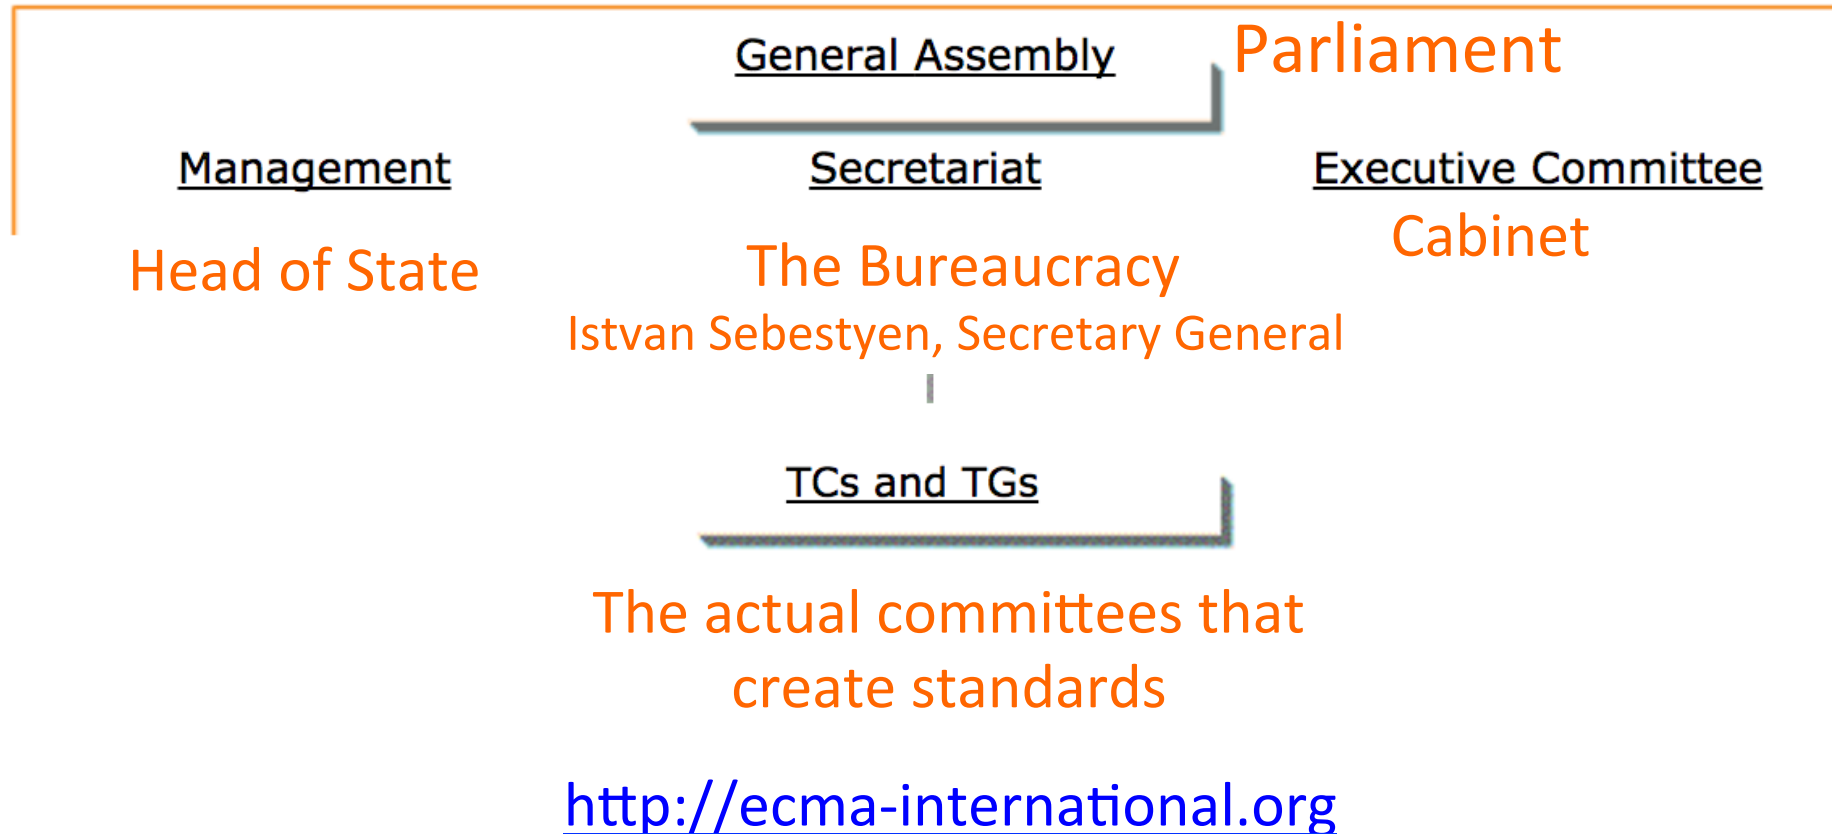 General Assembly Parliament
Management Secretariat Executive Committee
Head of State The Bureaucracy Cabinet
Istvan Sebestyen, Secretary General
TCs and TGs
The actual committees that
create standards
http://ecma-international.org